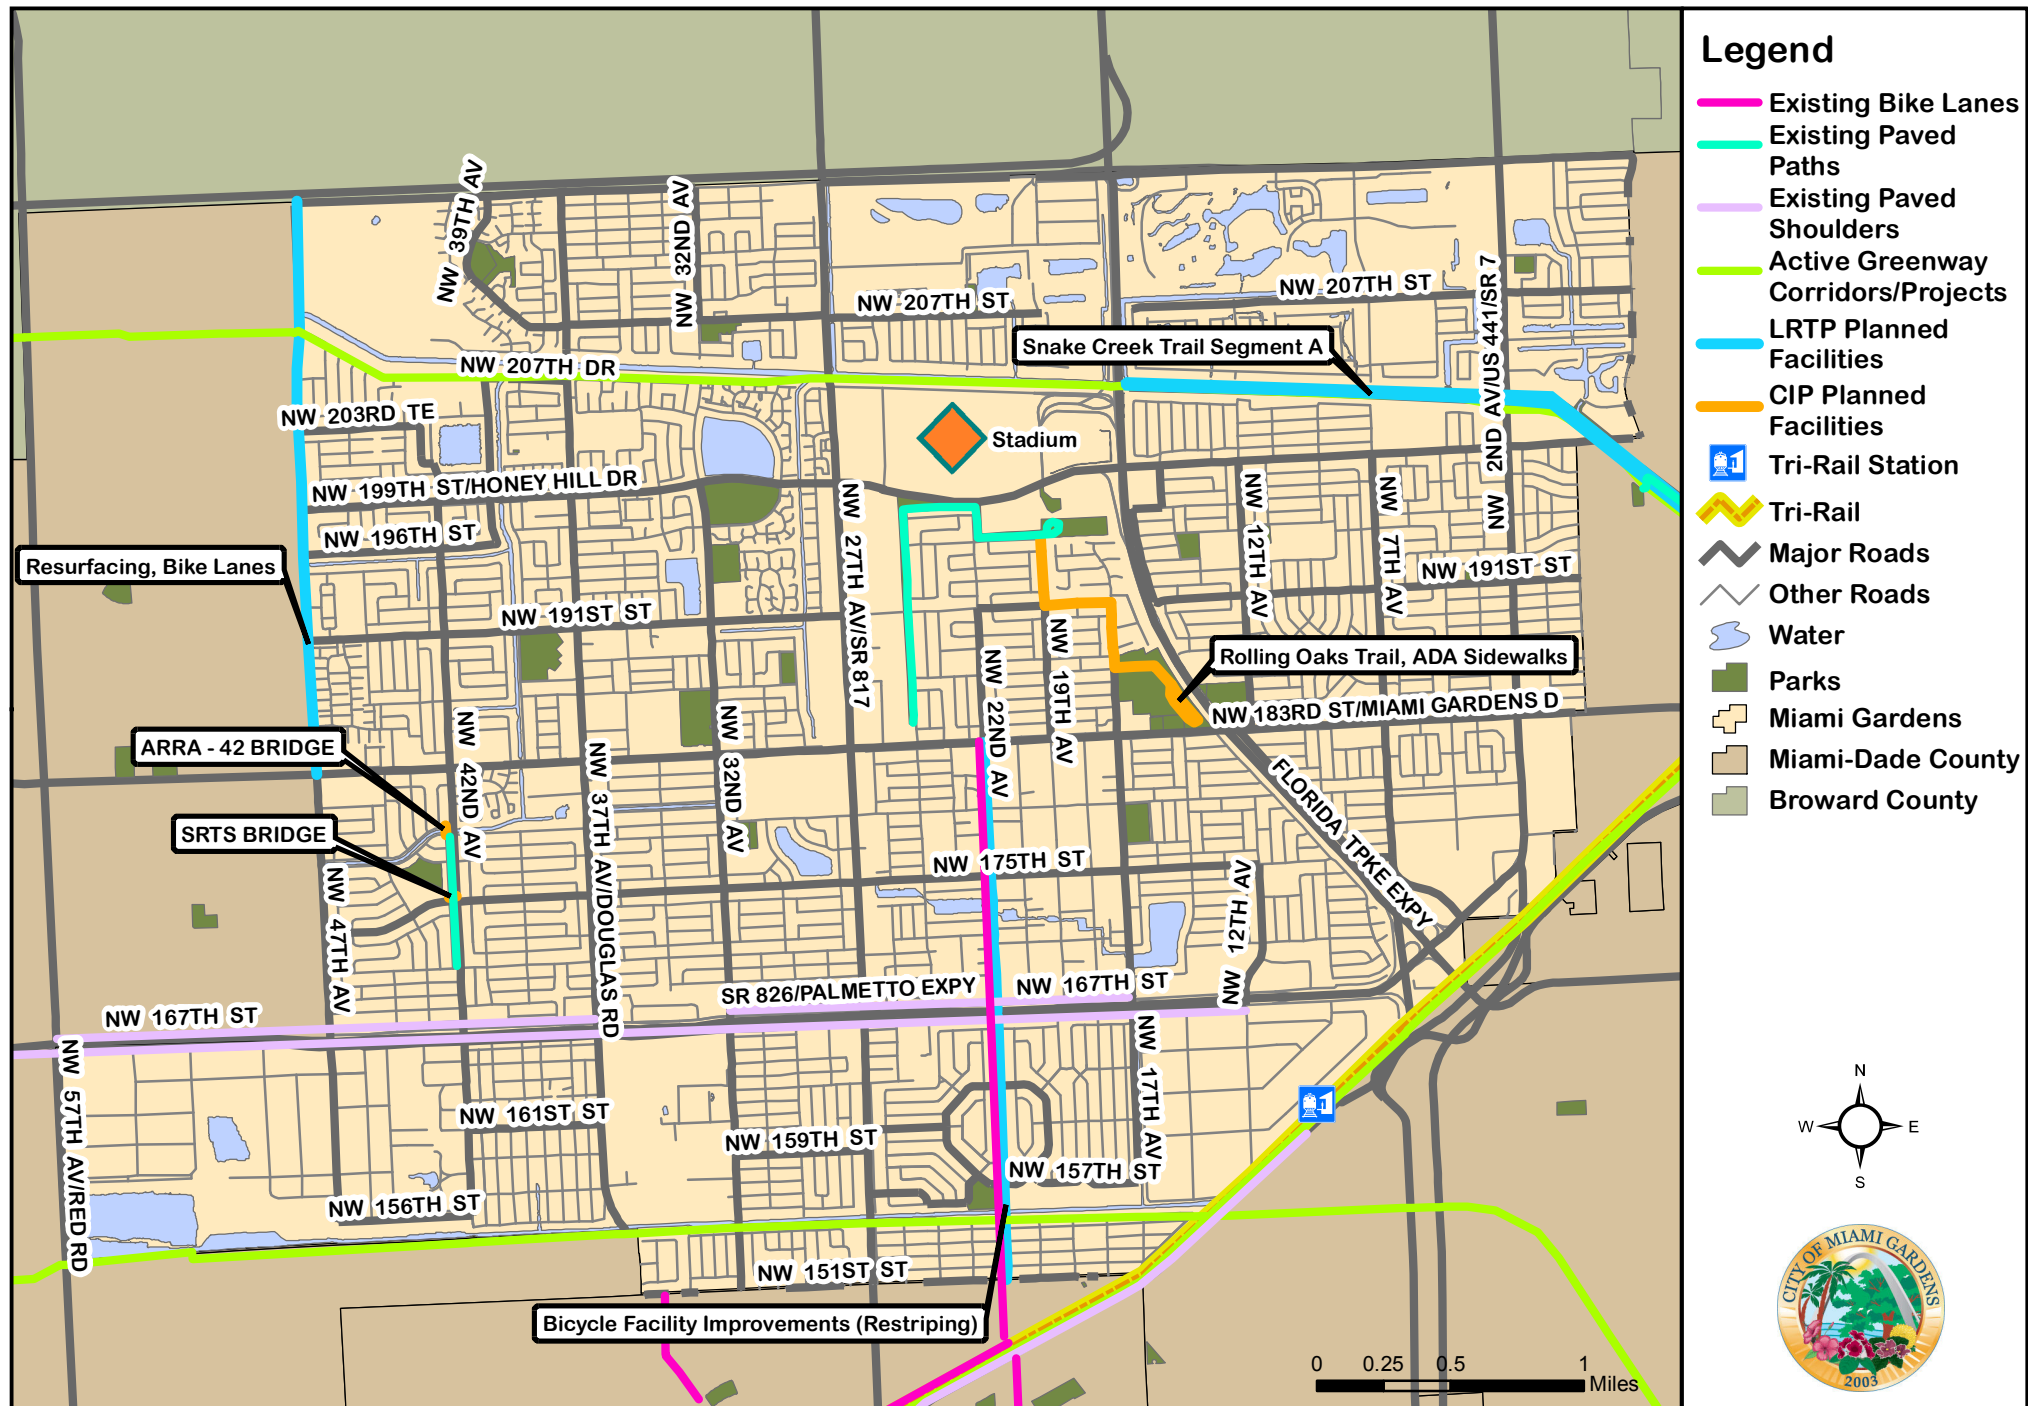 NW 39TH AV
NW 32ND AV
NW 207TH ST
NW 207TH ST
NW 2ND AV/US 441/SR 7
Snake Creek Trail Segment A
NW 207TH DR
NW 203RD TE
Stadium
NW 199TH ST/HONEY HILL DR
NW 196TH ST
NW 27TH AV/SR 817
NW 12TH AV
NW 7TH AV
NW 191ST ST
Resurfacing, Bike Lanes
NW 191ST ST
NW 22ND AV
NW 19TH AV
Rolling Oaks Trail, ADA Sidewalks
NW 183RD ST/MIAMI GARDENS D
ARRA - 42 BRIDGE
NW 42ND AV
NW 37TH AV/DOUGLAS RD
NW 32ND AV
FLORIDA TPKE EXPY
SRTS BRIDGE
NW 175TH ST
NW 47TH AV
NW 12TH AV
SR 826/PALMETTO EXPY
NW 167TH ST
NW 167TH ST
NW 57TH AV/RED RD
NW 17TH AV
NW 161ST ST
NW 159TH ST
NW 157TH ST
NW 156TH ST
NW 151ST ST
Bicycle Facility Improvements (Restriping)
0 0.25 0.5 1
Miles
Legend
Existing Bike Lanes
Existing Paved
Paths
Existing Paved
Shoulders
Active Greenway
Corridors/Projects
LRTP Planned
Facilities
CIP Planned
Facilities
Tri-Rail Station
Tri-Rail
Major Roads
Other Roads
Water
Parks
Miami Gardens
Miami-Dade County
Broward County
N
W E
S
CITY OF MIAMI GARDENS
2003